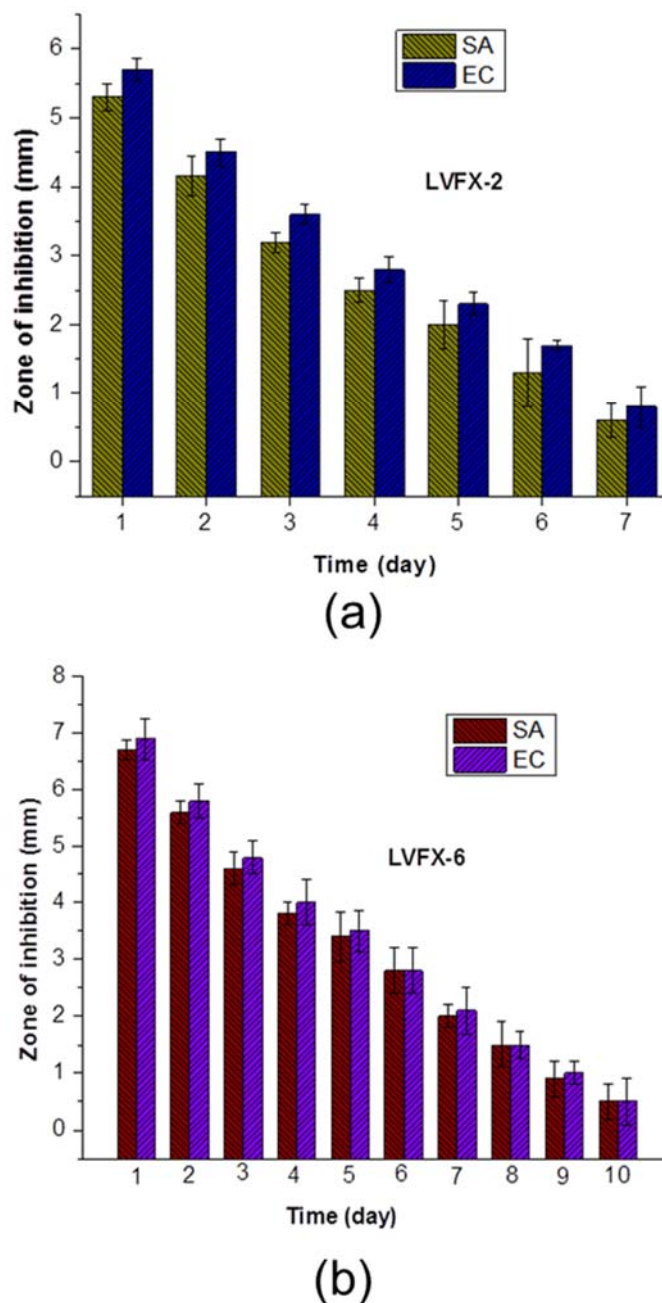 SA
EC
LVFX-2
Zone of inhibition (mm)
6
5
4
3
2
1
0
1 2 3 4 5 6 7
Time (day)
(a)
SA
EC
LVFX-6
Zone of inhibition (mm)
8
7
6
5
4
3
2
1
0
1 2 3 4 5 6 7 8 9 10
Time (day)
(b)